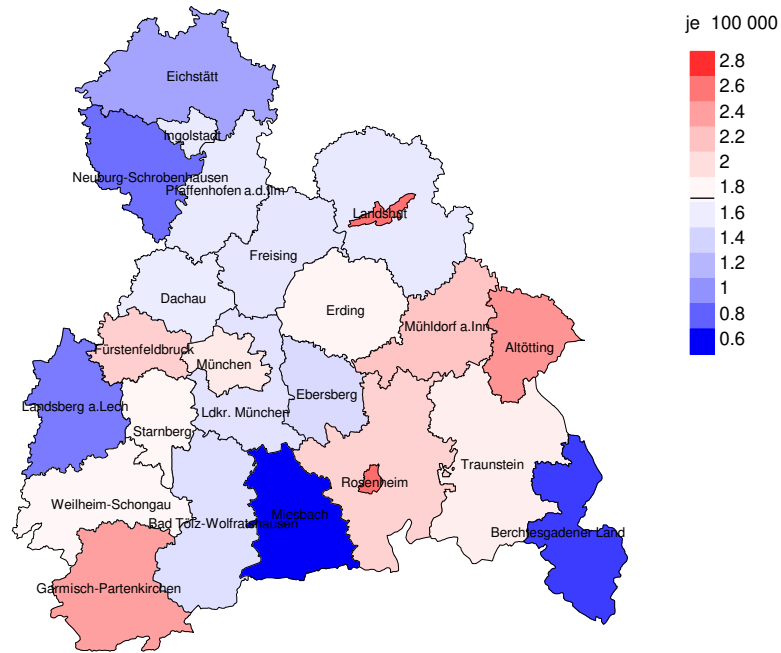 je 100 000
2.8
2.6
2.4
2.2
2
1.8
1.6
1.4
1.2
1
0.8
0.6
Eichstätt
Ingolstadt
Neuburg-Schrobenhausen
Pfaffenhofen a.d.Ilm
Landshut
Freising
Dachau
Erding
Mühldorf a.Inn
Altötting
Fürstenfeldbruck
München
Ebersberg
Landsberg a.Lech
Ldkr. München
Starnberg
Traunstein
Rosenheim
Weilheim-Schongau
Miesbach
Bad Tölz-Wolfratshausen
Berchtesgadener Land
Garmisch-Partenkirchen